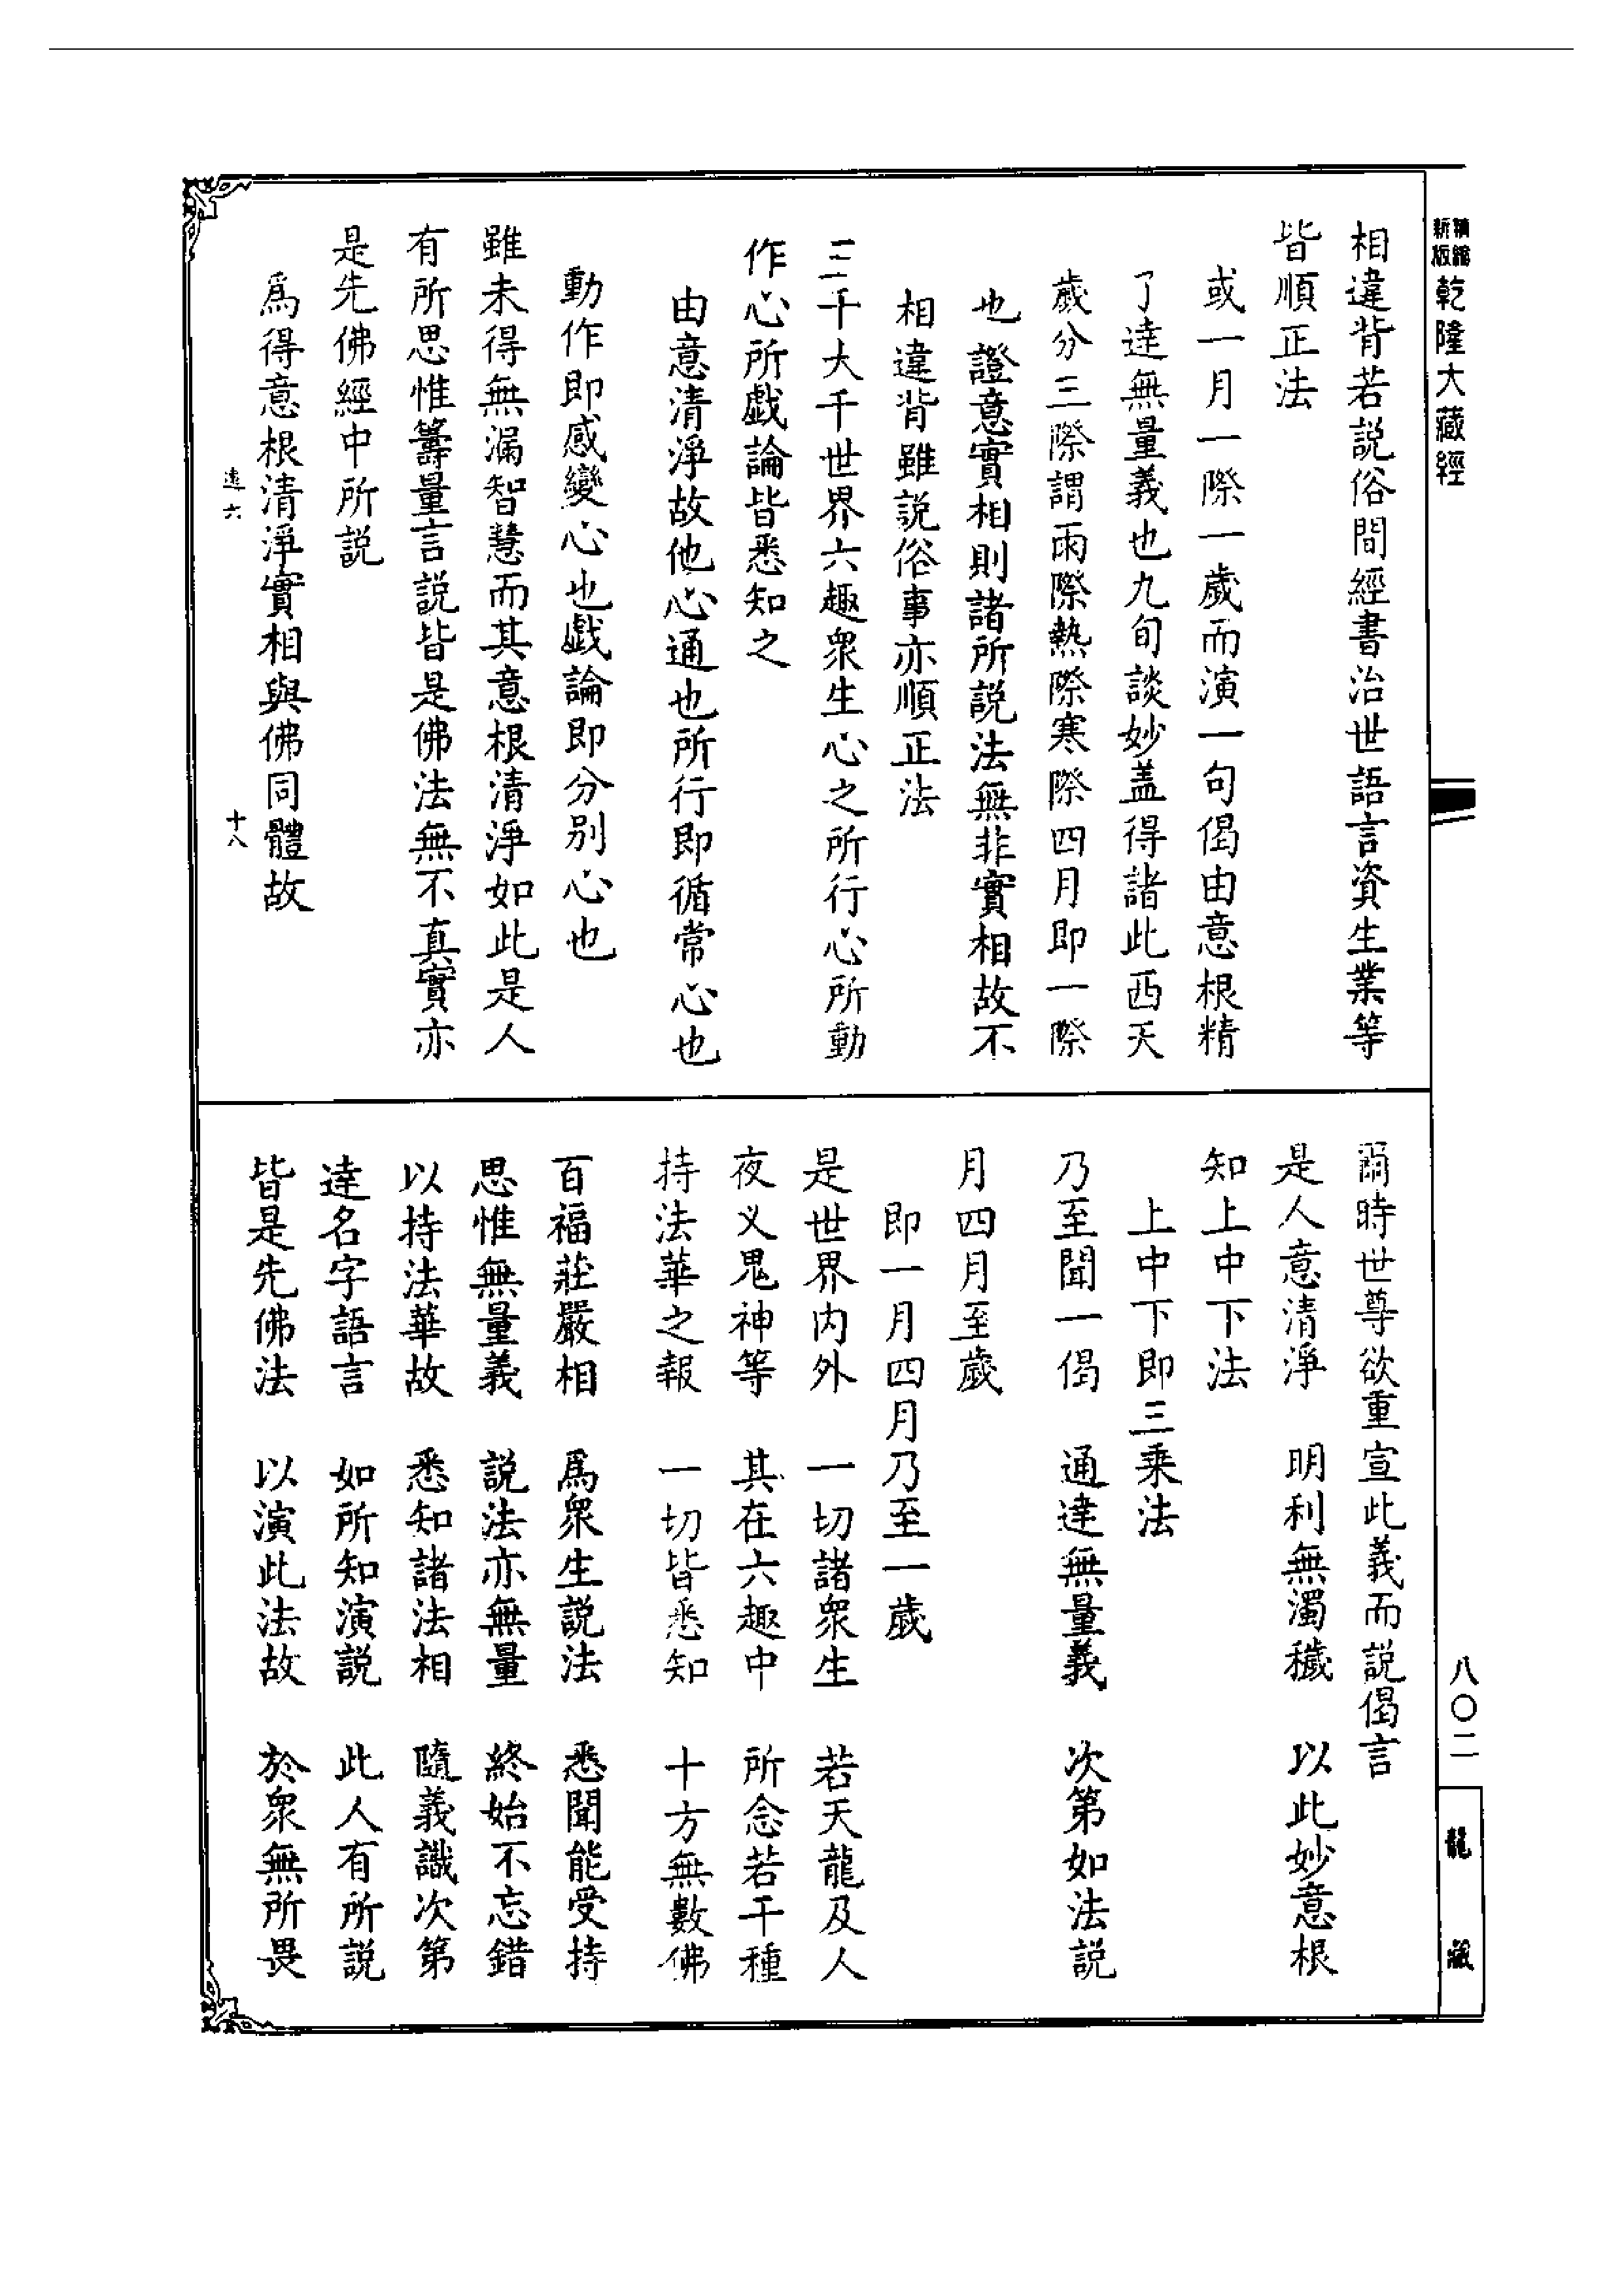 精縮新版 乾隆大藏經
相違背若説俗間經書治世語言資生業等
皆順正法
或一月一際一歲而演一句偈由意根精
了逹無量義也九旬談妙盖得諸此西天
歲分三際謂雨際熱際寒際四月即一際
也證意實相則諸所説法無非實相故不
相違背雖説俗事亦順正法
三千大千世界六趣衆生心之所行心所動
作心所戲論皆悉知之
由意清淨故他心通也所行即循常心也
動作即感變心也戲論即分别心也
雖未得無漏智慧而其意根清淨如此是人
有所思惟籌量言説皆是佛法無不真實亦
是先佛經中所説
爲得意根清淨實相與佛同體故
遠六
十八
爾時世尊欲重宣此義而説偈言
是人意清淨 明利無濁穢 以此妙意根
知上中下法
上中下即三乘法
乃至聞一偈 通逹無量義 次第如法説
月四月至歲
即一月四月乃至一歲
是世界内外 一切諸衆生 若天龍及人
夜义鬼神等 其在六趣中 所念若干種
持法華之報 一切皆悉知 十方無數佛
百福莊嚴相 爲衆生説法 悉聞能受持
思惟無量義 説法亦無量 終始不忘錯
以持法華故 悉知諸法相 隨義識次第
逹名字語言 如所知演説 此人有所説
皆是先佛法 以演此法故 於衆無所畏
八〇二
龍藏